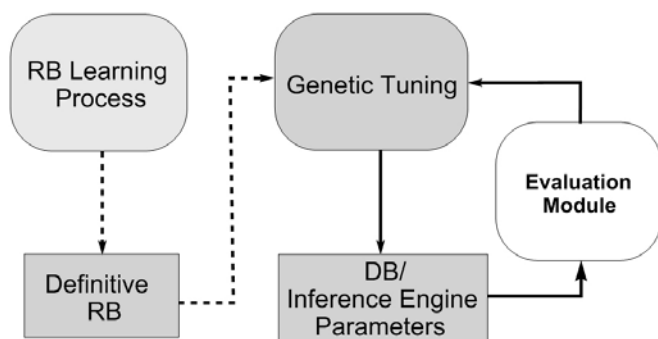 RB Learning
Process
Genetic Tuning
Evaluation
Module
Definitive
RB
DB/
Inference Engine
Parameters